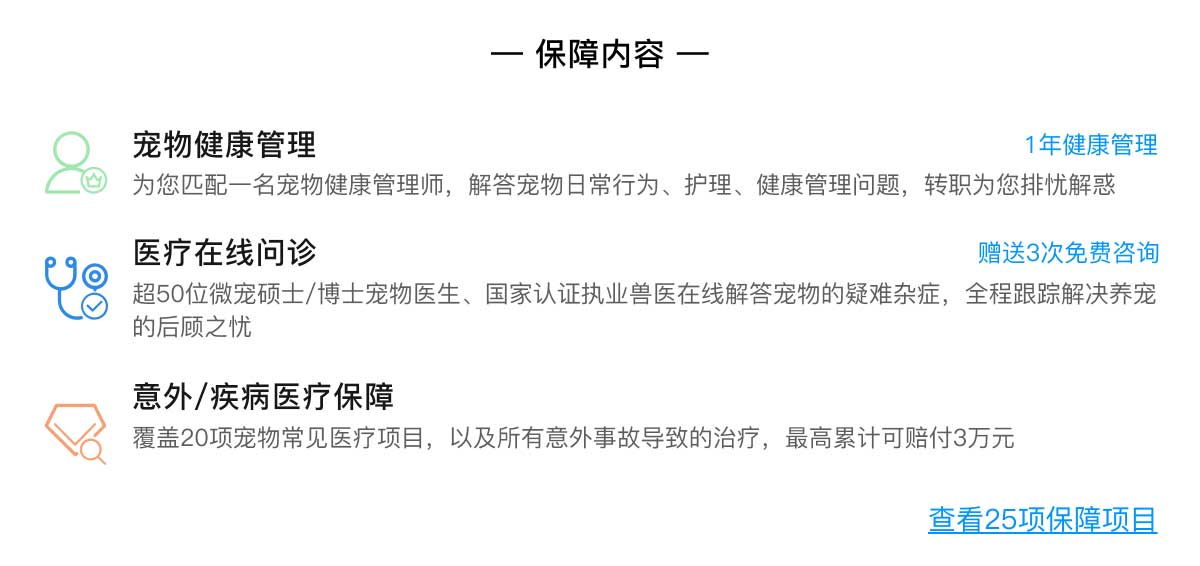 — 保障内容 —
宠物健康管理
1年健康管理
为您匹配一名宠物健康管理师，解答宠物日常行为、护理、健康管理问题，转职为您排忧解惑
医疗在线问诊
赠送3次免费咨询
超50位微宠硕士/博士宠物医生、国家认证执业兽医在线解答宠物的疑难杂症，全程跟踪解决养宠
的后顾之忧
意外/疾病医疗保障
覆盖20项宠物常见医疗项目，以及所有意外事故导致的治疗，最高累计可赔付3万元
查看25项保障项目